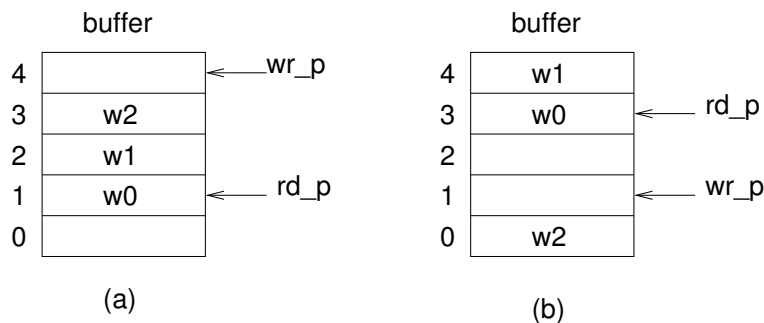 buffer
4 wr_p
3 w2
2 w1
1 w0 rd_p
0
(a)
buffer
4 w1
3 w0 rd_p
2
1 wr_p
0 w2
(b)